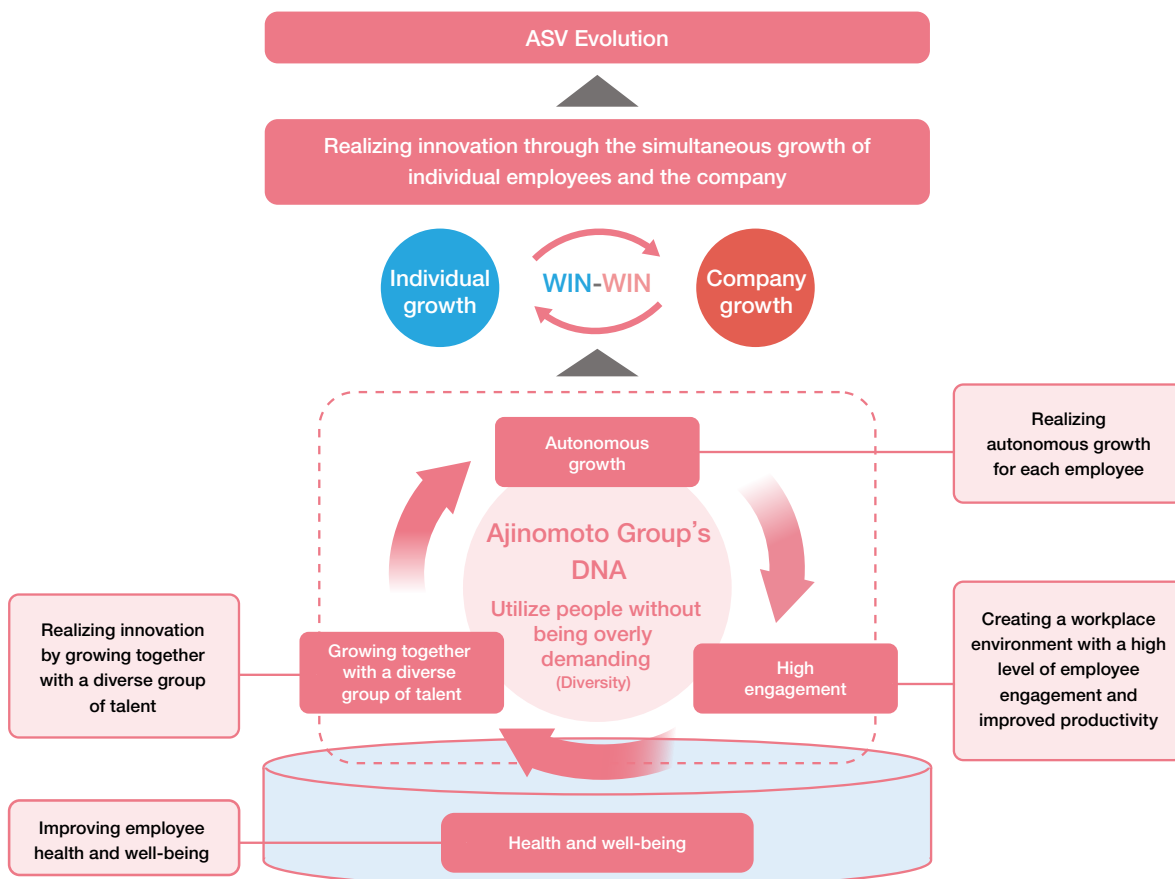 ASV Evolution
Realizing innovation through the simultaneous growth of
individual employees and the company
Individual
growth
WIN-WIN
Company
growth
Autonomous
growth
Realizing
autonomous growth
for each employee
Ajinomoto Group's
DNA
Utilize people without
being overly
demanding
(Diversity)
Realizing innovation
by growing together
with a diverse group
of talent
Growing together
with a diverse
group of talent
High
engagement
Creating a workplace
environment with a high
level of employee
engagement and
improved productivity
Improving employee
health and well-being
Health and well-being